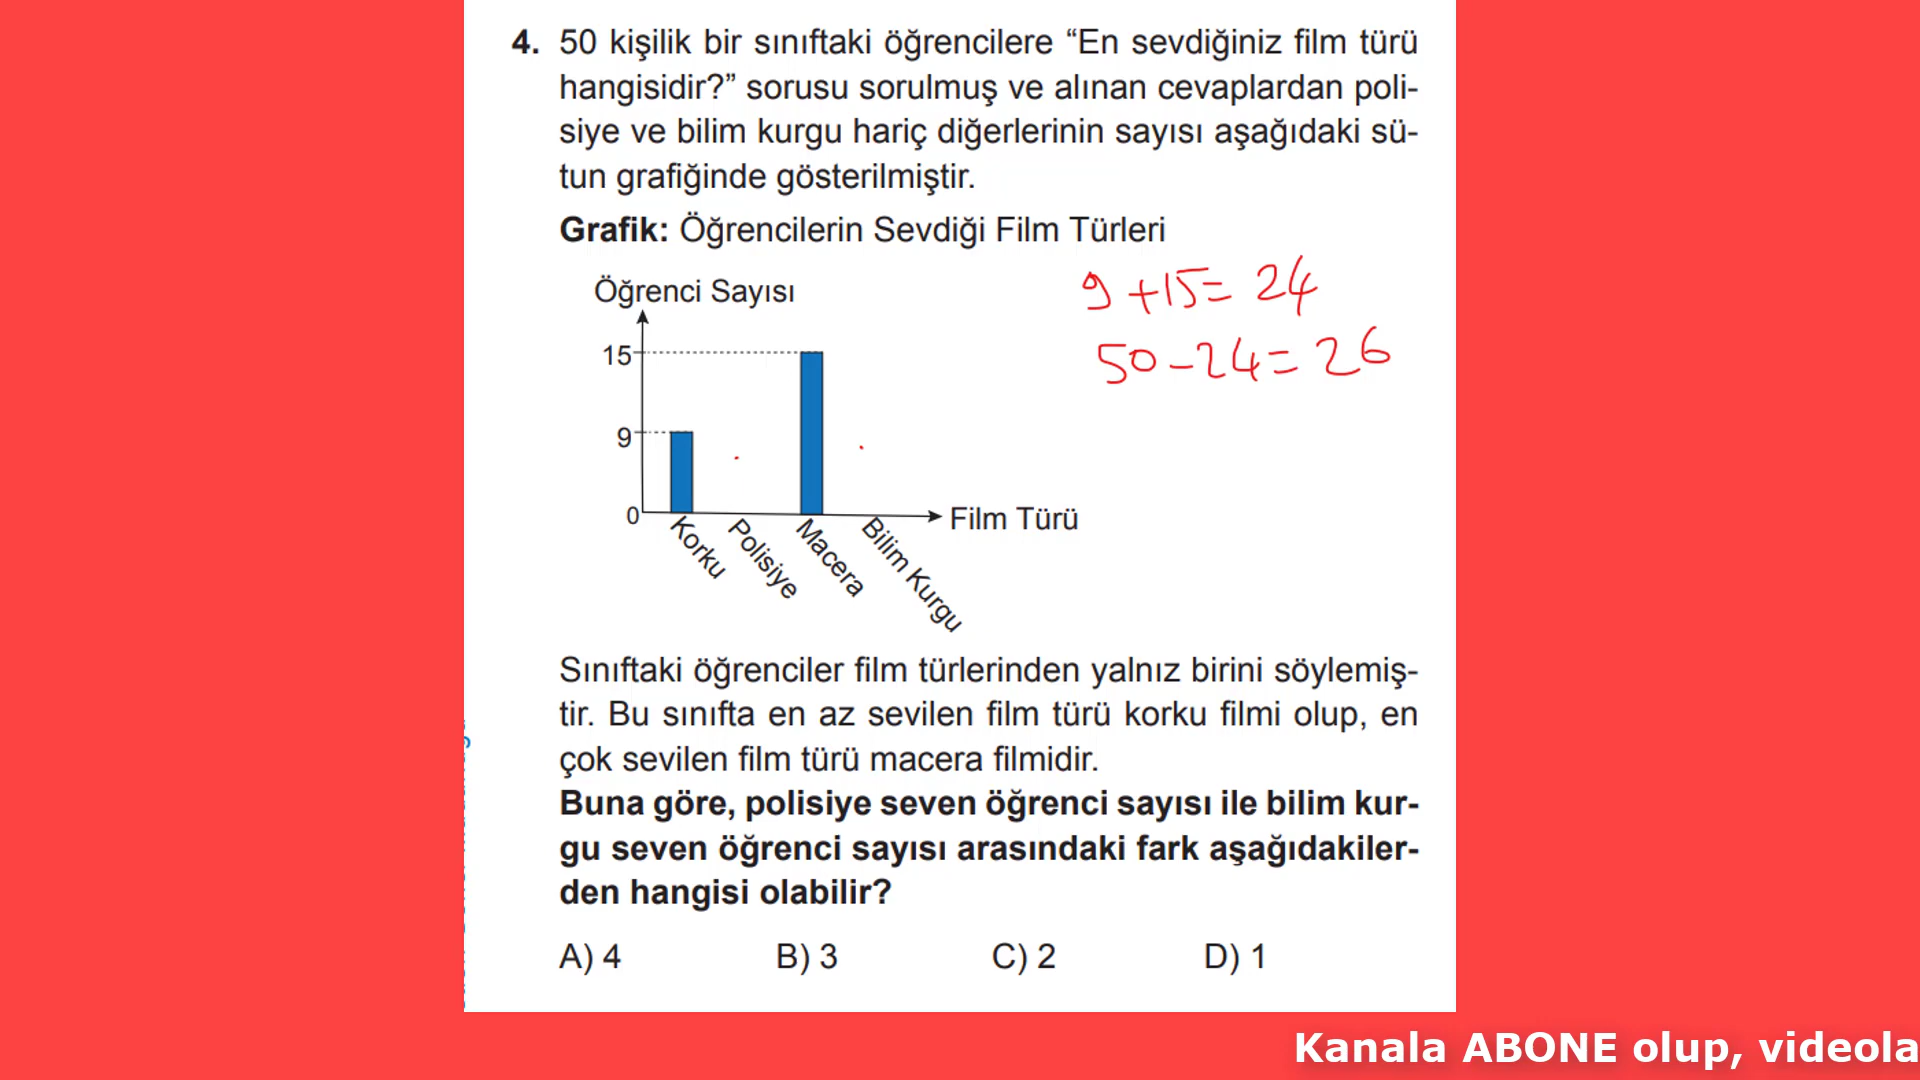 4. 50 kişilik bir sınıftaki öğrencilere “En sevdiğiniz film türü
hangisidir?” sorusu sorulmuş ve alınan cevaplardan poli-
siye ve bilim kurgu hariç diğerlerinin sayısı aşağıdaki sü-
tun grafiğinde gösterilmiştir.
Grafik: Öğrencilerin Sevdiği Film Türleri
Öğrenci Sayısı
15
9
0
Korku
Polisiye
Macera
Bilim Kurgu
Film Türü
9+15=24
50-24=26
Sınıftaki öğrenciler film türlerinden yalnız birini söylemiş-
tir. Bu sınıfta en az sevilen film türü korku filmi olup, en
çok sevilen film türü macera filmidir.
Buna göre, polisiye seven öğrenci sayısı ile bilim kur-
gu seven öğrenci sayısı arasındaki fark aşağıdakiler-
den hangisi olabilir?
A) 4 B) 3 C) 2 D) 1
Kanala ABONE olup, videola